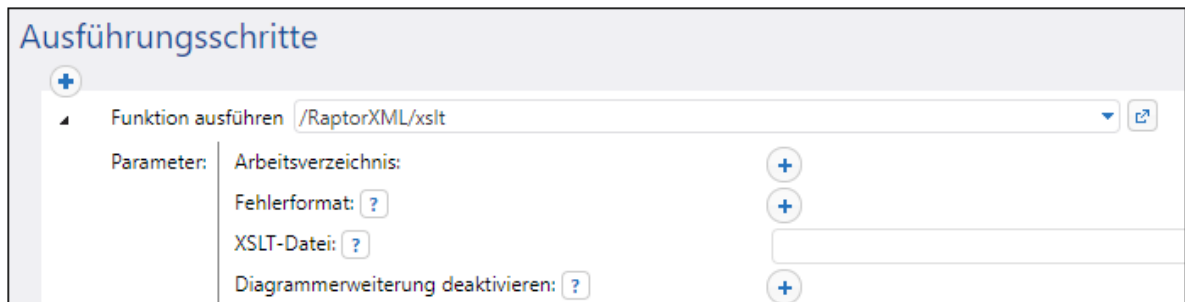 Ausführungsschritte
Funktion ausführen /RaptorXML/xslt
Parameter: Arbeitsverzeichnis:
Fehlerformat: ?
XSLT-Datei: ?
Diagrammerweiterung deaktivieren: ?